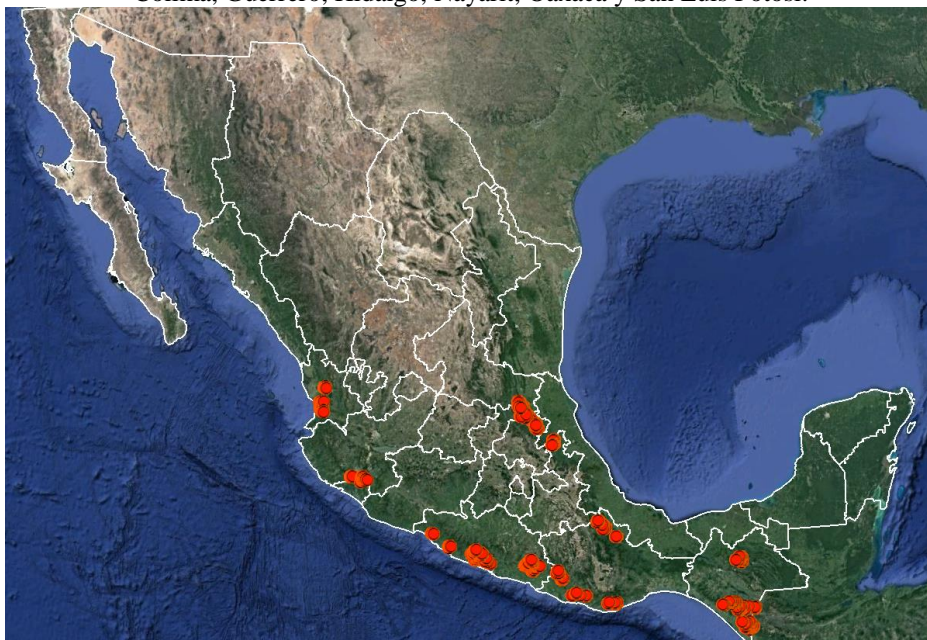 Colima, Guerrero, Hidalgo, Nayarit, Oaxaca y San Luis Potosí.